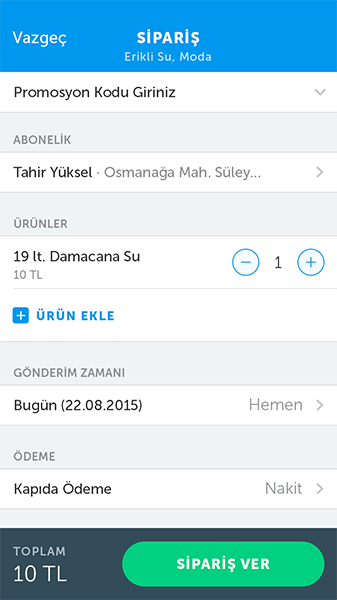 Vazgeç
SİPARİŞ
Erikli Su, Moda
Promosyon Kodu Giriniz
ABONELİK
Tahir Yüksel · Osmanağa Mah. Süley...
ÜRÜNLER
19 lt. Damacana Su
10 TL
1
ÜRÜN EKLE
GÖNDERİM ZAMANI
Bugün (22.08.2015) Hemen
ÖDEME
Kapıda Ödeme Nakit
TOPLAM
10 TL
SİPARİŞ VER